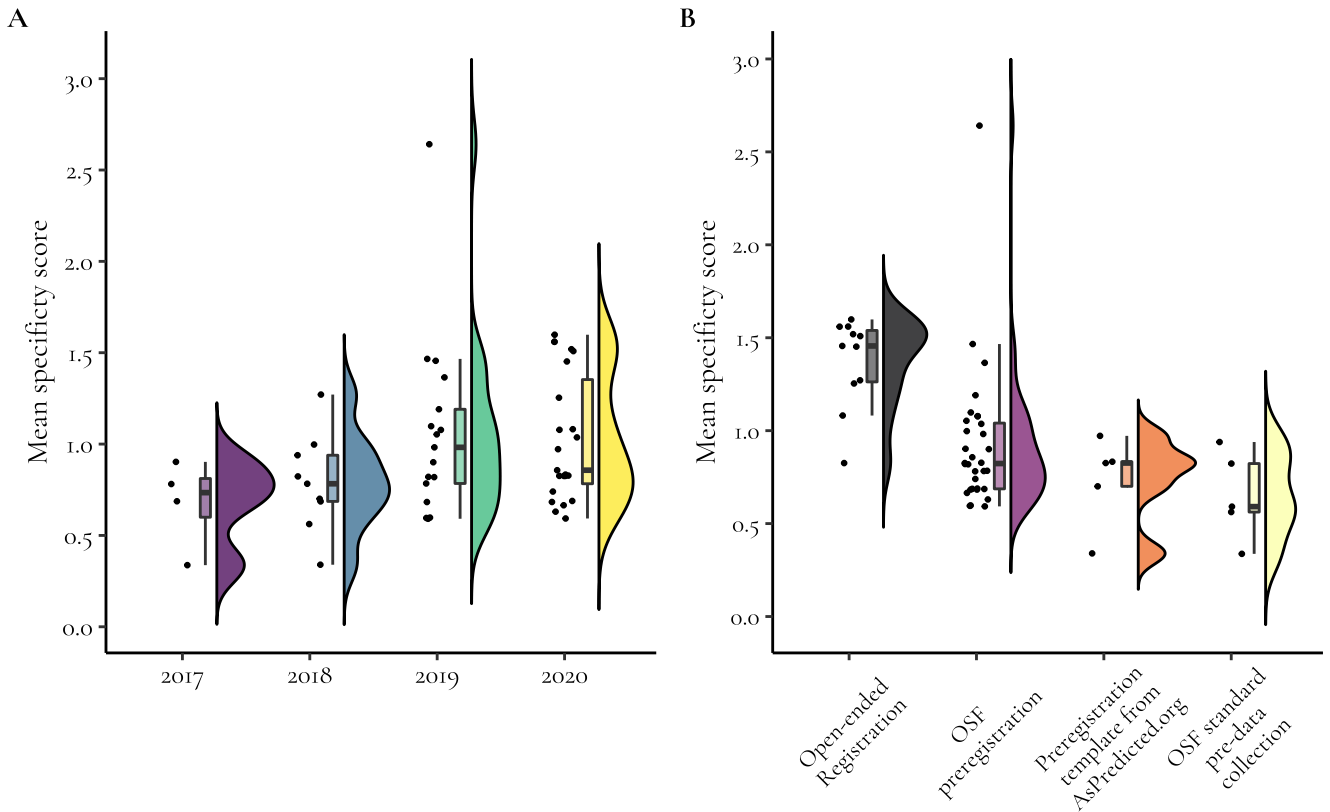 A
Mean specificty score
3.0
2.5
2.0
1.5
1.0
0.5
0.0
2017
2018
2019
2020
B
Mean specificty score
3.0
2.5
2.0
1.5
1.0
0.5
0.0
Open-ended
Registration
OSF
preregistration
Preregistration
template from
AsPredicted.org
OSF standard
pre-data
collection